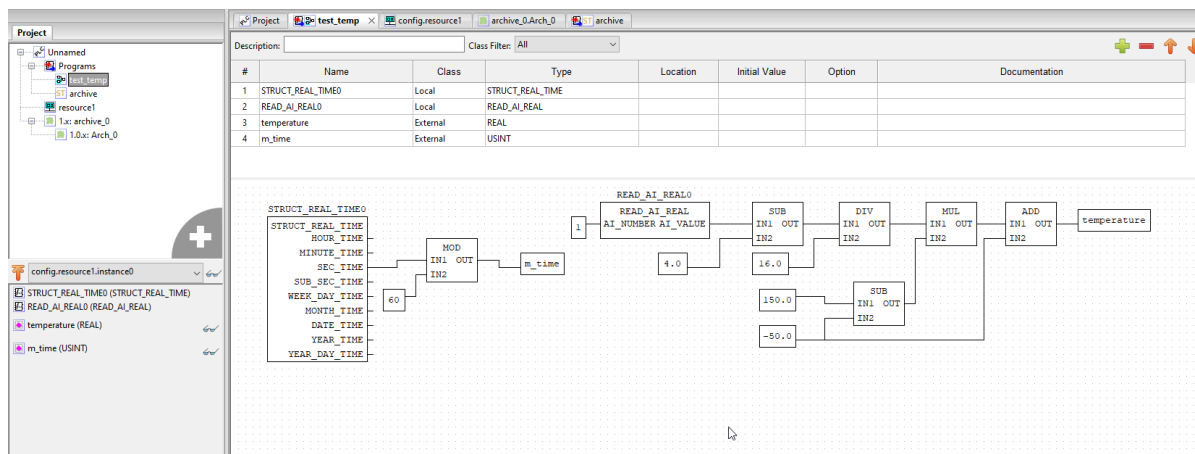 Project test_temp config.resource1 archive_0.Arch_0 ST archive
Project
Unnamed
Programs
test_temp
ST archive
resource1
1.x: archive_0
1.0.x: Arch_0
Description: Class Filter: All
# Name Class Type Location Initial Value Option Documentation
1 STRUCT_REAL_TIME0 Local STRUCT_REAL_TIME
2 READ_AI_REAL0 Local READ_AI_REAL
3 temperature External REAL
4 m_time External USINT
config.resource1.instance0
STRUCT_REAL_TIME0 (STRUCT_REAL_TIME)
READ_AI_REAL0 (READ_AI_REAL)
temperature (REAL)
m_time (USINT)
STRUCT_REAL_TIME0
STRUCT_REAL_TIME
HOUR_TIME
MINUTE_TIME
SEC_TIME
SUB_SEC_TIME
WEEK_DAY_TIME
MONTH_TIME
DATE_TIME
YEAR_TIME
YEAR_DAY_TIME
MOD
IN1 OUT
IN2
60
m_time
READ_AI_REAL0
READ_AI_REAL
1
AI_NUMBER AI_VALUE
SUB
IN1 OUT
IN2
4.0
DIV
IN1 OUT
IN2
16.0
MUL
IN1 OUT
IN2
ADD
IN1 OUT
IN2
temperature
SUB
IN1 OUT
IN2
150.0
-50.0